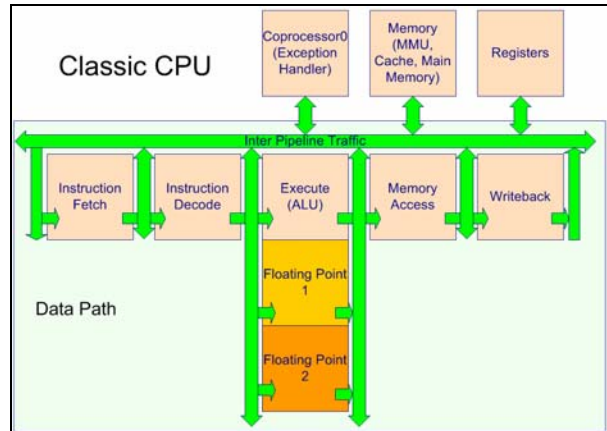 Classic CPU
Coprocessor0
(Exception
Handler)
Memory
(MMU,
Cache, Main
Memory)
Registers
Inter Pipeline Traffic
Instruction
Fetch
Instruction
Decode
Execute
(ALU)
Memory
Access
Writeback
Floating Point
1
Data Path
Floating Point
2